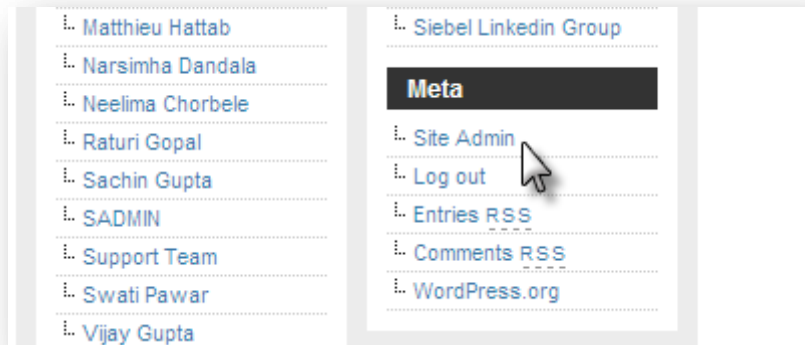 Matthieu Hattab
Narsimha Dandala
Neelima Chorbele
Raturi Gopal
Sachin Gupta
SADMIN
Support Team
Swati Pawar
Vijay Gupta
Siebel Linkedin Group
Meta
Site Admin
Log out
Entries RSS
Comments RSS
WordPress.org